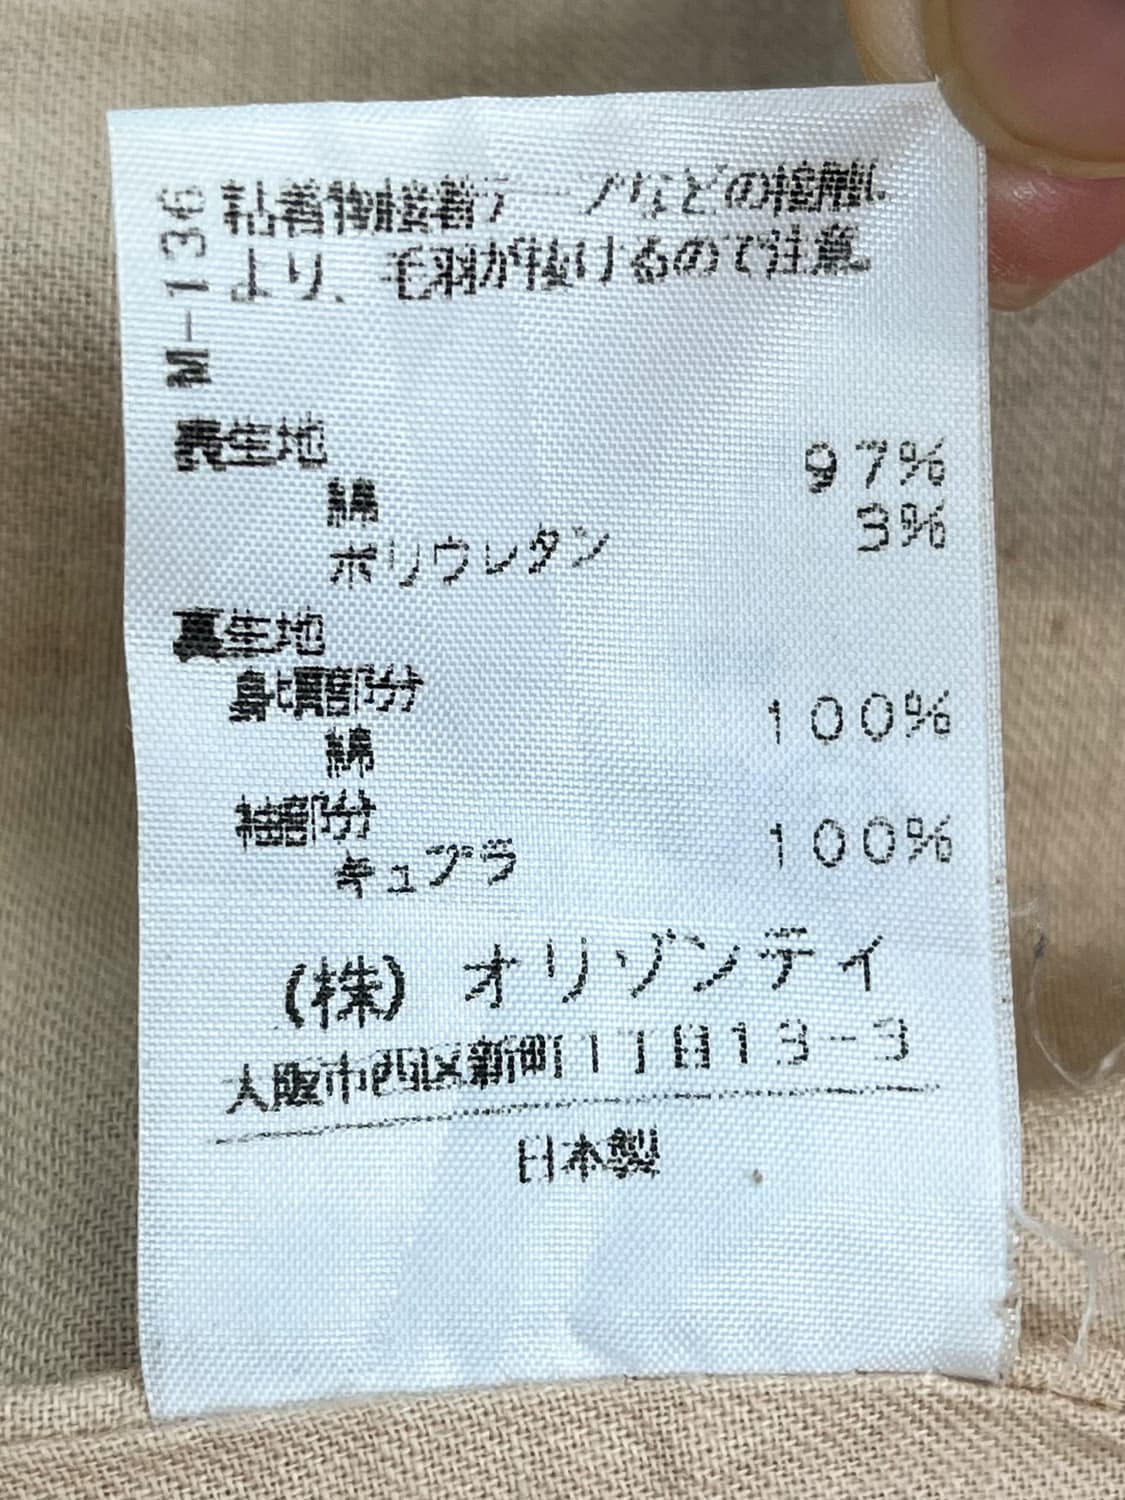 M-136
粘着物接着テープなどの接触に
より、毛羽が抜けるので注意
表生地
綿 97%
ポリウレタン 3%
裏生地
身頃部分
綿 100%
袖部分
キュプラ 100%
(株) オリゾンティ
大阪市西区新町1丁目13-3
日本製